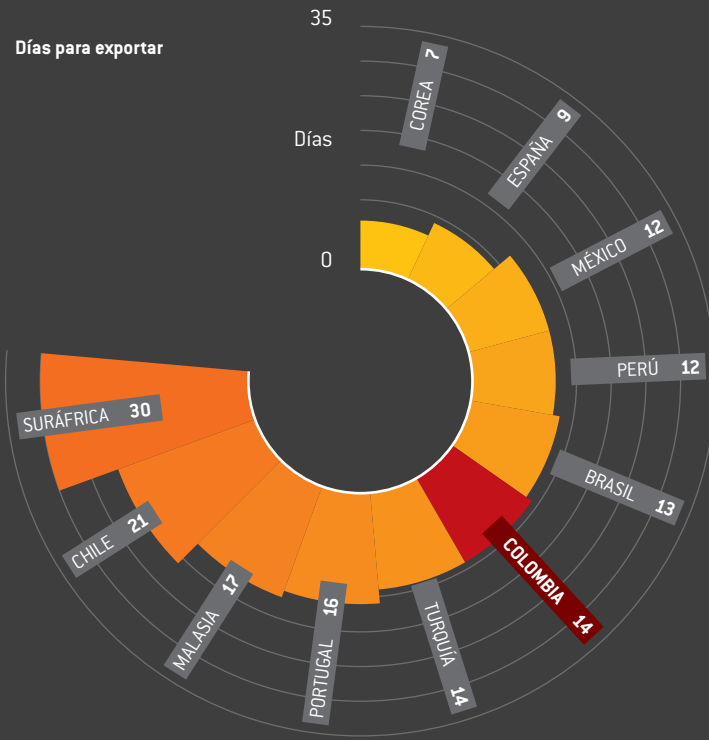 Días para exportar
35
Días
0
COREA 7
ESPAÑA 9
MÉXICO 12
PERÚ 12
BRASIL 13
COLOMBIA 14
TURQUÍA 14
PORTUGAL 16
MALASIA 17
CHILE 21
SURÁFRICA 30